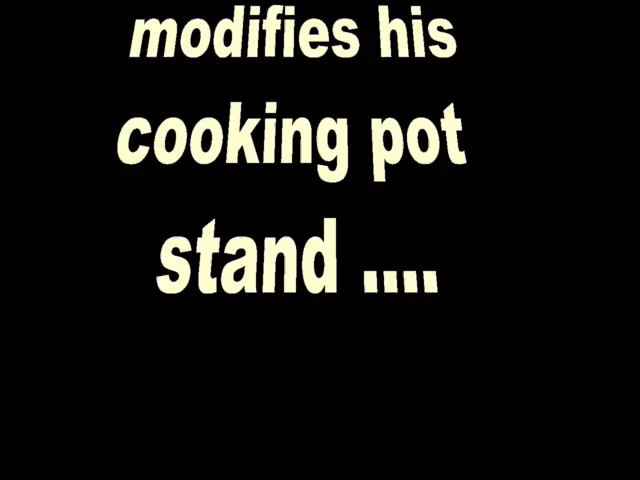 modifies his
cooking pot
stand ....